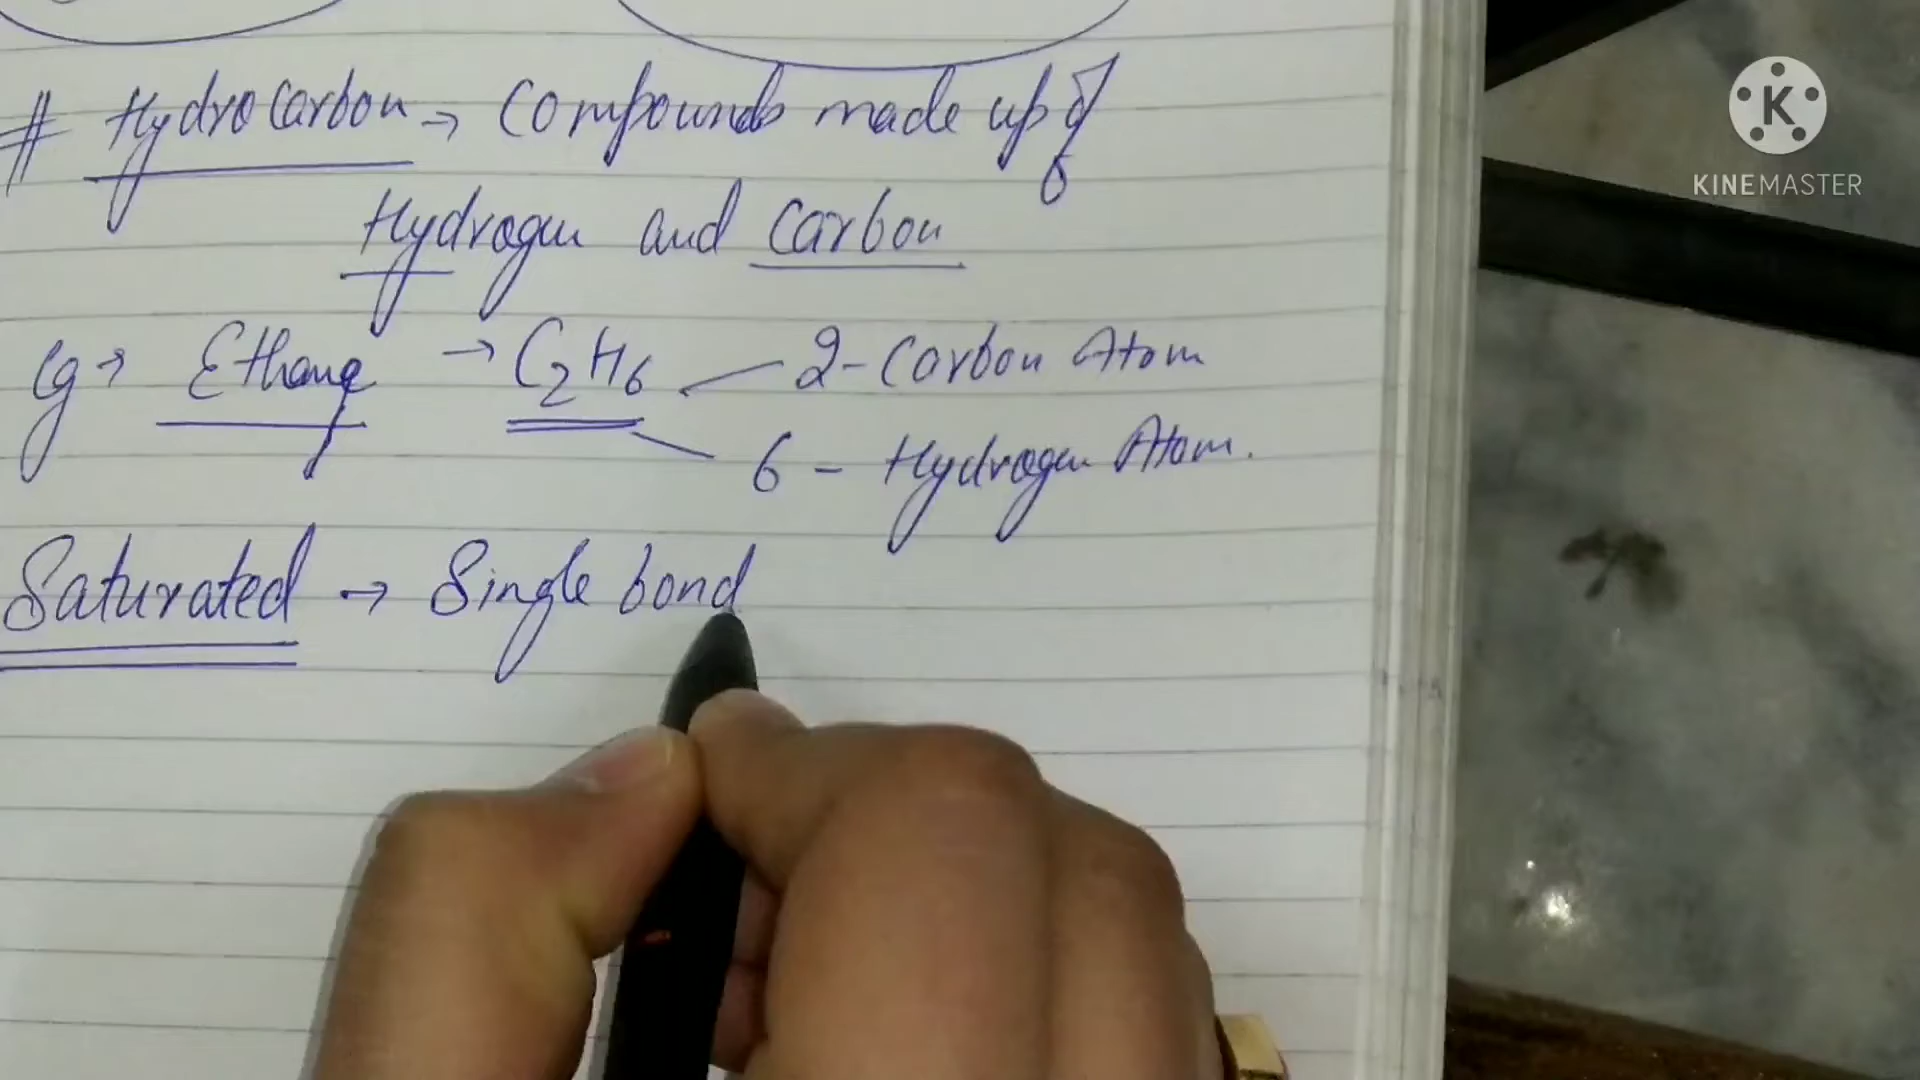 # Hydrocarbon → Compounds made up of
Hydrogen and Carbon
eg → Ethane → C2H6 — 2-Carbon Atom
6 - Hydrogen Atom.
Saturated → Single bond
K
KINEMASTER